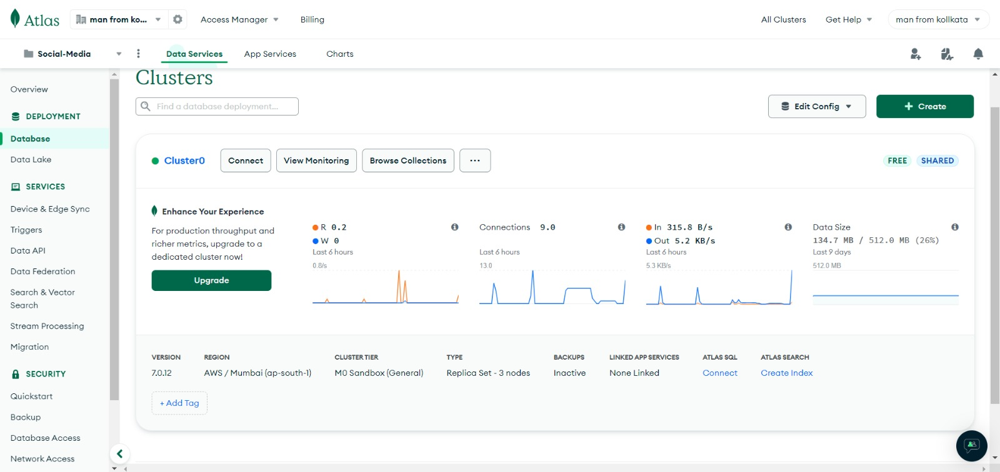 Atlas
man from ko...
Access Manager
Billing
All Clusters
Get Help
man from kollkata
Social-Media
Data Services
App Services
Charts
Overview
DEPLOYMENT
Database
Data Lake
SERVICES
Device & Edge Sync
Triggers
Data API
Data Federation
Search & Vector
Search
Stream Processing
Migration
SECURITY
Quickstart
Backup
Database Access
Network Access
Clusters
Find a database deployment...
Edit Config
+ Create
Cluster0
Connect
View Monitoring
Browse Collections
...
FREE
SHARED
Enhance Your Experience
For production throughput and
richer metrics, upgrade to a
dedicated cluster now!
Upgrade
R 0.2
W 0
Last 6 hours
0.8/s
Connections 9.0
Last 6 hours
13.0
In 315.8 B/s
Out 5.2 KB/s
Last 6 hours
5.3 KB/s
Data Size
134.7 MB / 512.0 MB (26%)
Last 9 days
512.0 MB
VERSION
7.0.12
REGION
AWS / Mumbai (ap-south-1)
CLUSTER TIER
M0 Sandbox (General)
TYPE
Replica Set - 3 nodes
BACKUPS
Inactive
LINKED APP SERVICES
None Linked
ATLAS SQL
Connect
ATLAS SEARCH
Create Index
+ Add Tag